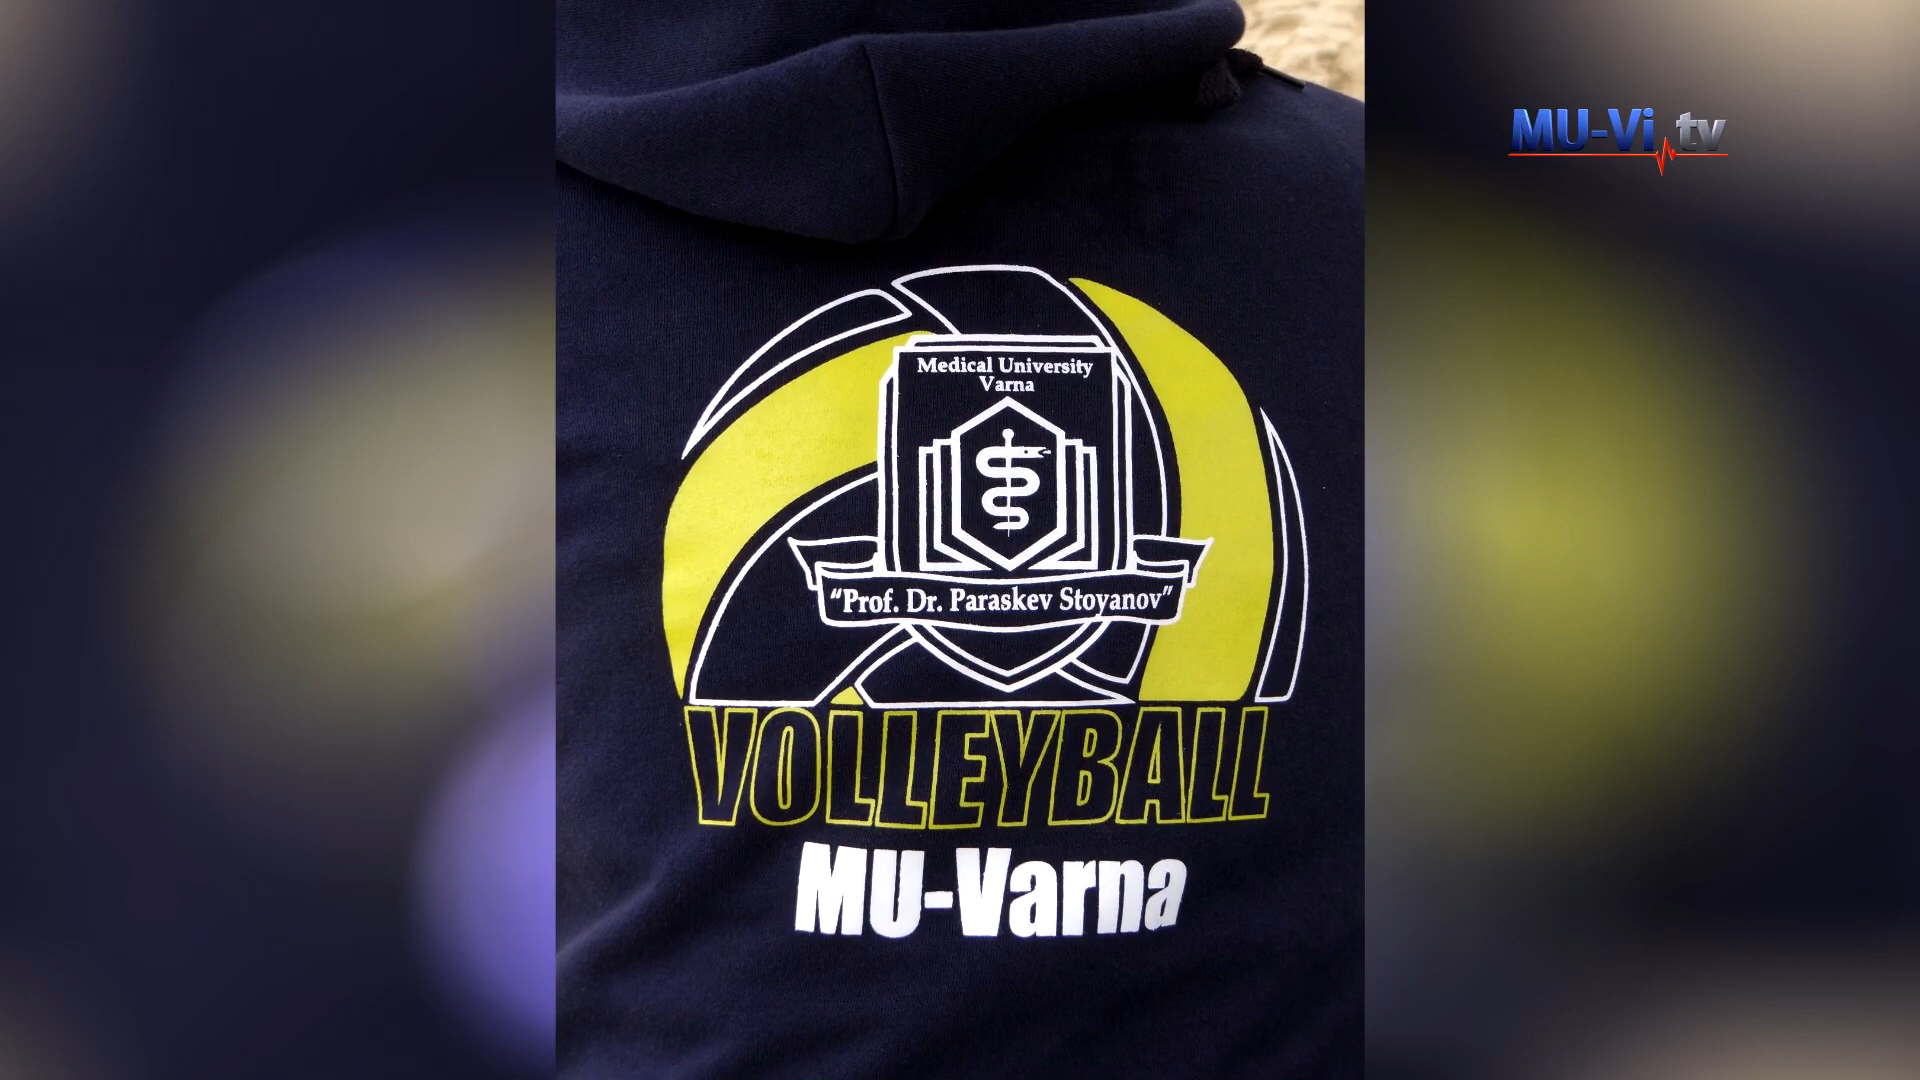 MU-Vi.tv
Medical University
Varna
“Prof. Dr. Paraskev Stoyanov”
VOLLEYBALL
MU-Varna